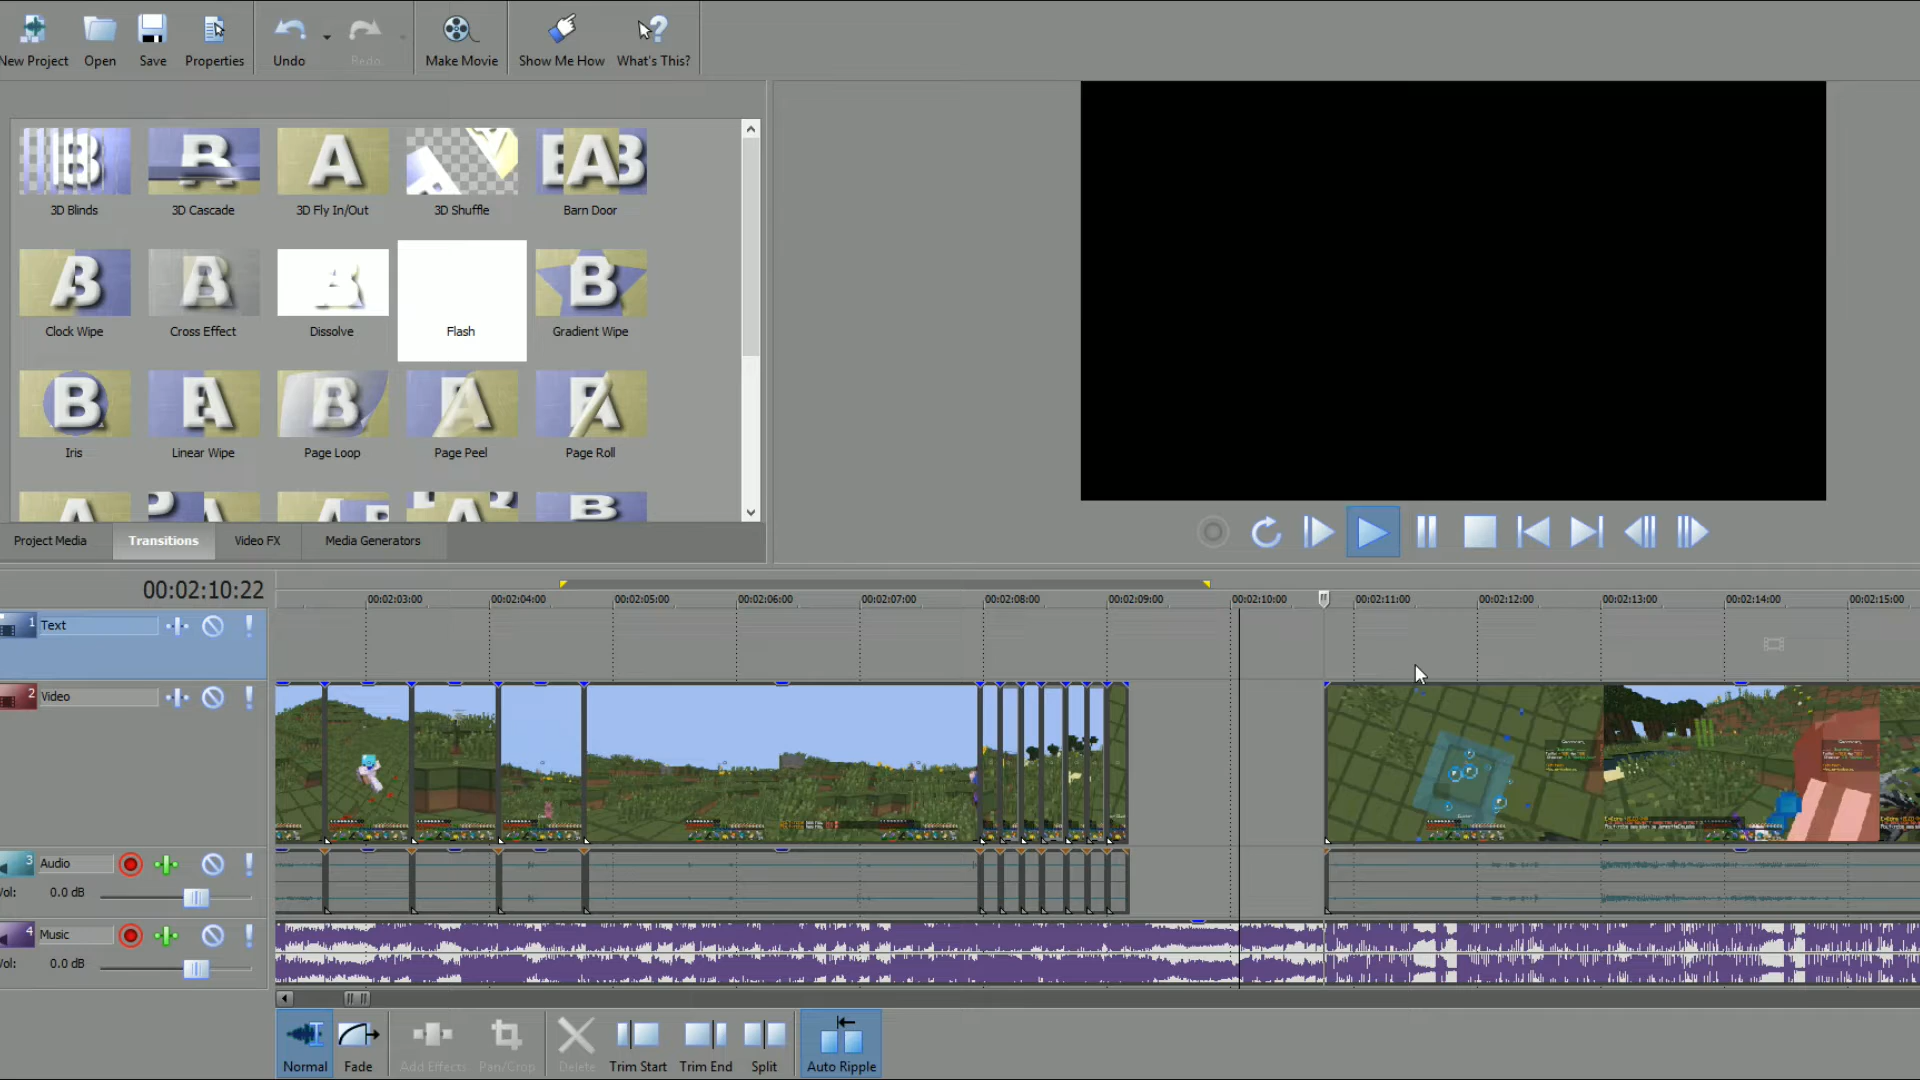 New Project Open Save Properties Undo Redo Make Movie Show Me How What's This?
3D Blinds 3D Cascade 3D Fly In/Out 3D Shuffle Barn Door
Clock Wipe Cross Effect Dissolve Flash Gradient Wipe
Iris Linear Wipe Page Loop Page Peel Page Roll
Project Media Transitions Video FX Media Generators
00:02:10:22
00:02:03:00 00:02:04:00 00:02:05:00 00:02:06:00 00:02:07:00 00:02:08:00 00:02:09:00 00:02:10:00 00:02:11:00 00:02:12:00 00:02:13:00 00:02:14:00 00:02:15:00
1 Text
2 Video
3 Audio
Vol: 0.0 dB
4 Music
Vol: 0.0 dB
Normal Fade Add Effects Pan/Crop Delete Trim Start Trim End Split Auto Ripple